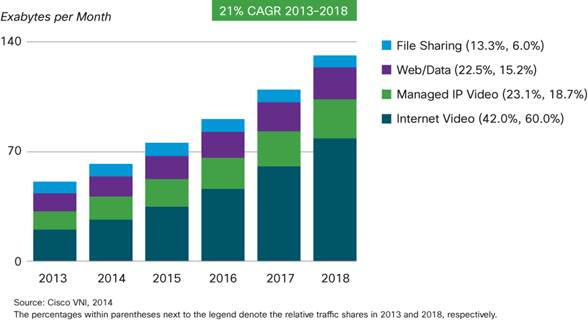 Exabytes per Month
21% CAGR 2013–2018
140
70
0
File Sharing (13.3%, 6.0%)
Web/Data (22.5%, 15.2%)
Managed IP Video (23.1%, 18.7%)
Internet Video (42.0%, 60.0%)
2013 2014 2015 2016 2017 2018
Source: Cisco VNI, 2014
The percentages within parentheses next to the legend denote the relative traffic shares in 2013 and 2018, respectively.